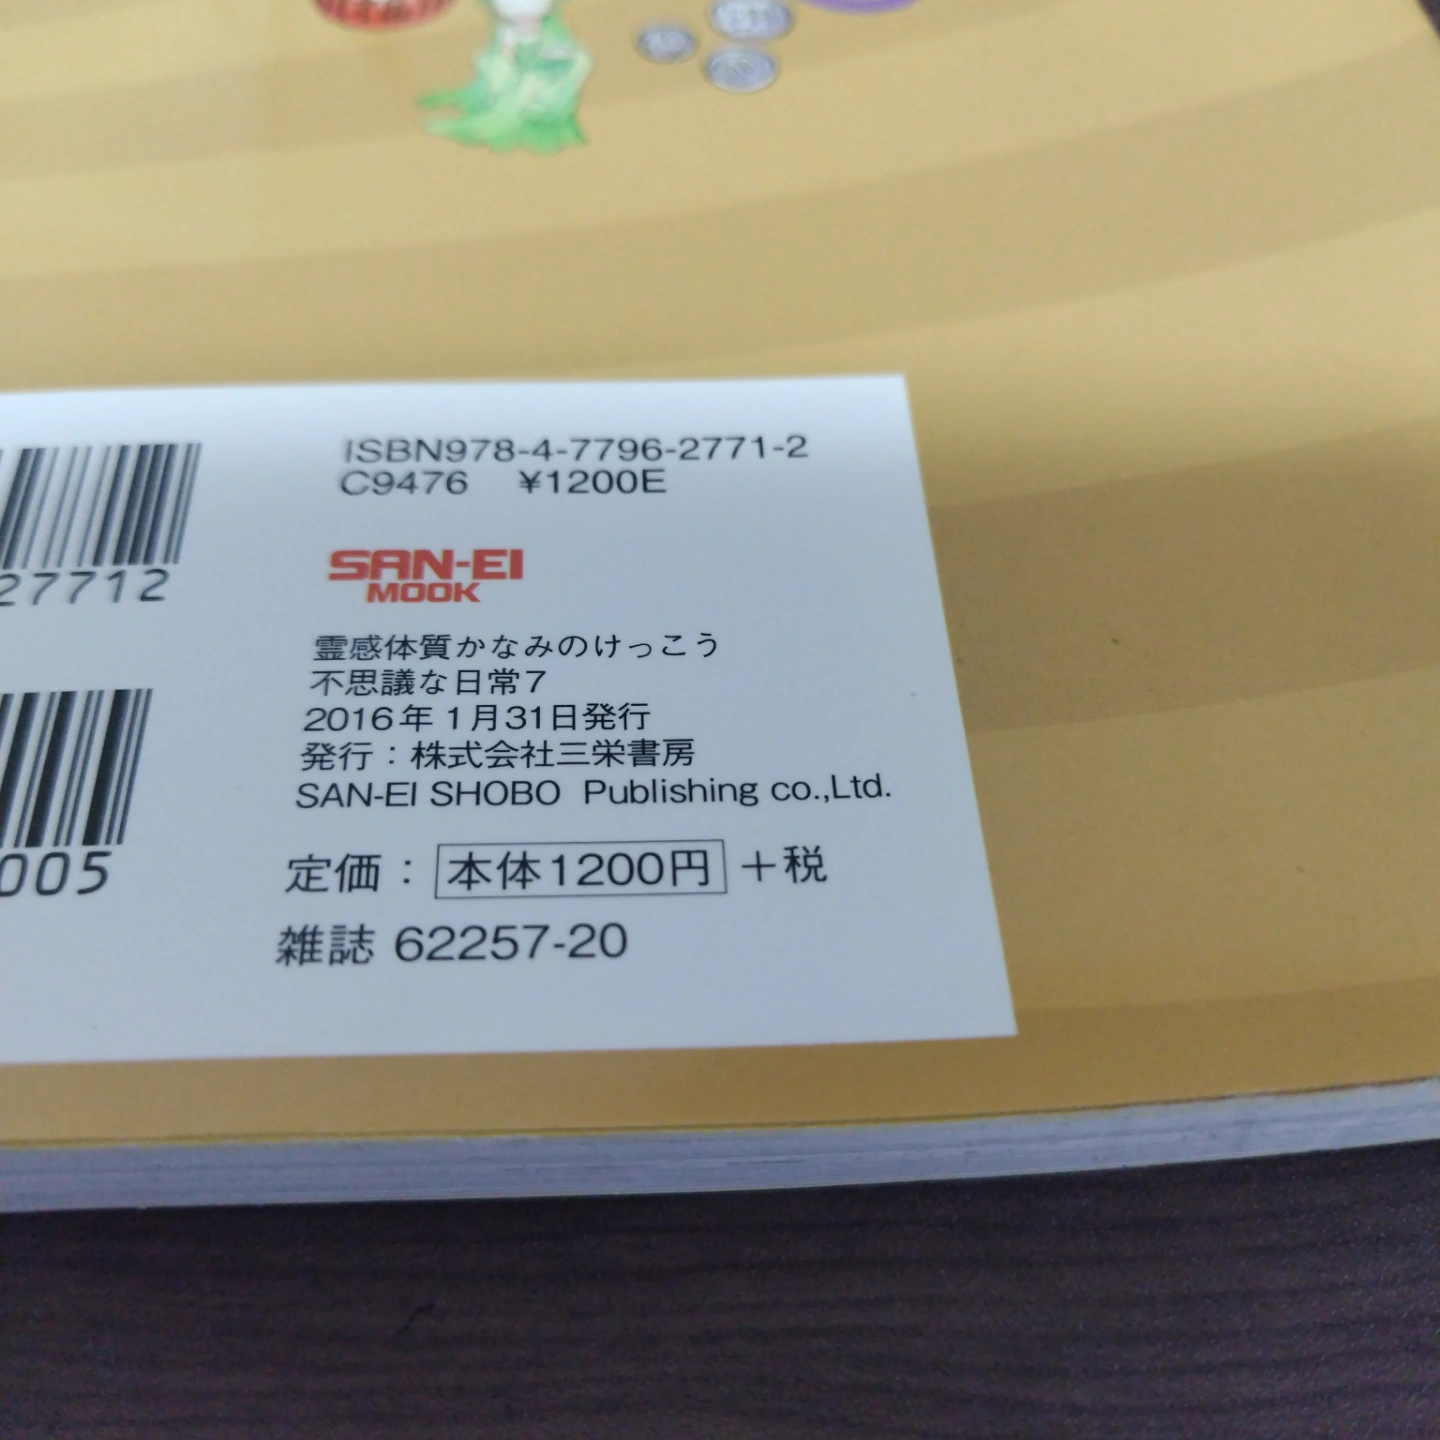 ISBN978-4-7796-2771-2
C9476 ¥1200E
27712
SAN-EI
MOOK
霊感体質かなみのけっこう
不思議な日常7
2016年1月31日発行
発行：株式会社三栄書房
SAN-EI SHOBO Publishing co.,Ltd.
005
定価：本体1200円＋税
雑誌 62257-20